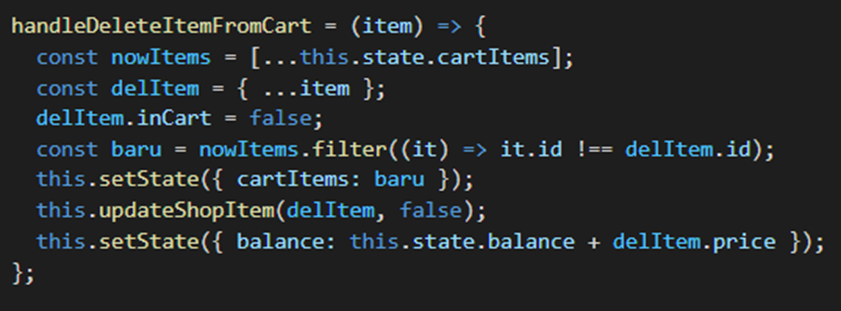 handleDeleteItemFromCart = (item) => {
  const nowItems = [...this.state.cartItems];
  const delItem = { ...item };
  delItem.inCart = false;
  const baru = nowItems.filter((it) => it.id !== delItem.id);
  this.setState({ cartItems: baru });
  this.updateShopItem(delItem, false);
  this.setState({ balance: this.state.balance + delItem.price });
};